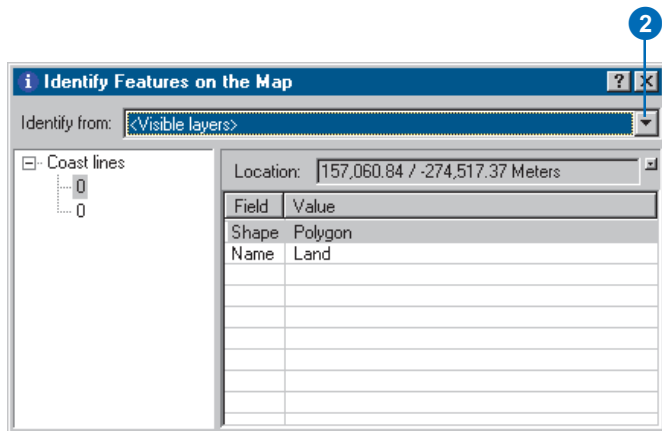 2
i Identify Features on the Map ? X
Identify from: <Visible layers>
Coast lines
0
0
Location: 157,060.84 / -274,517.37 Meters
Field Value
Shape Polygon
Name Land